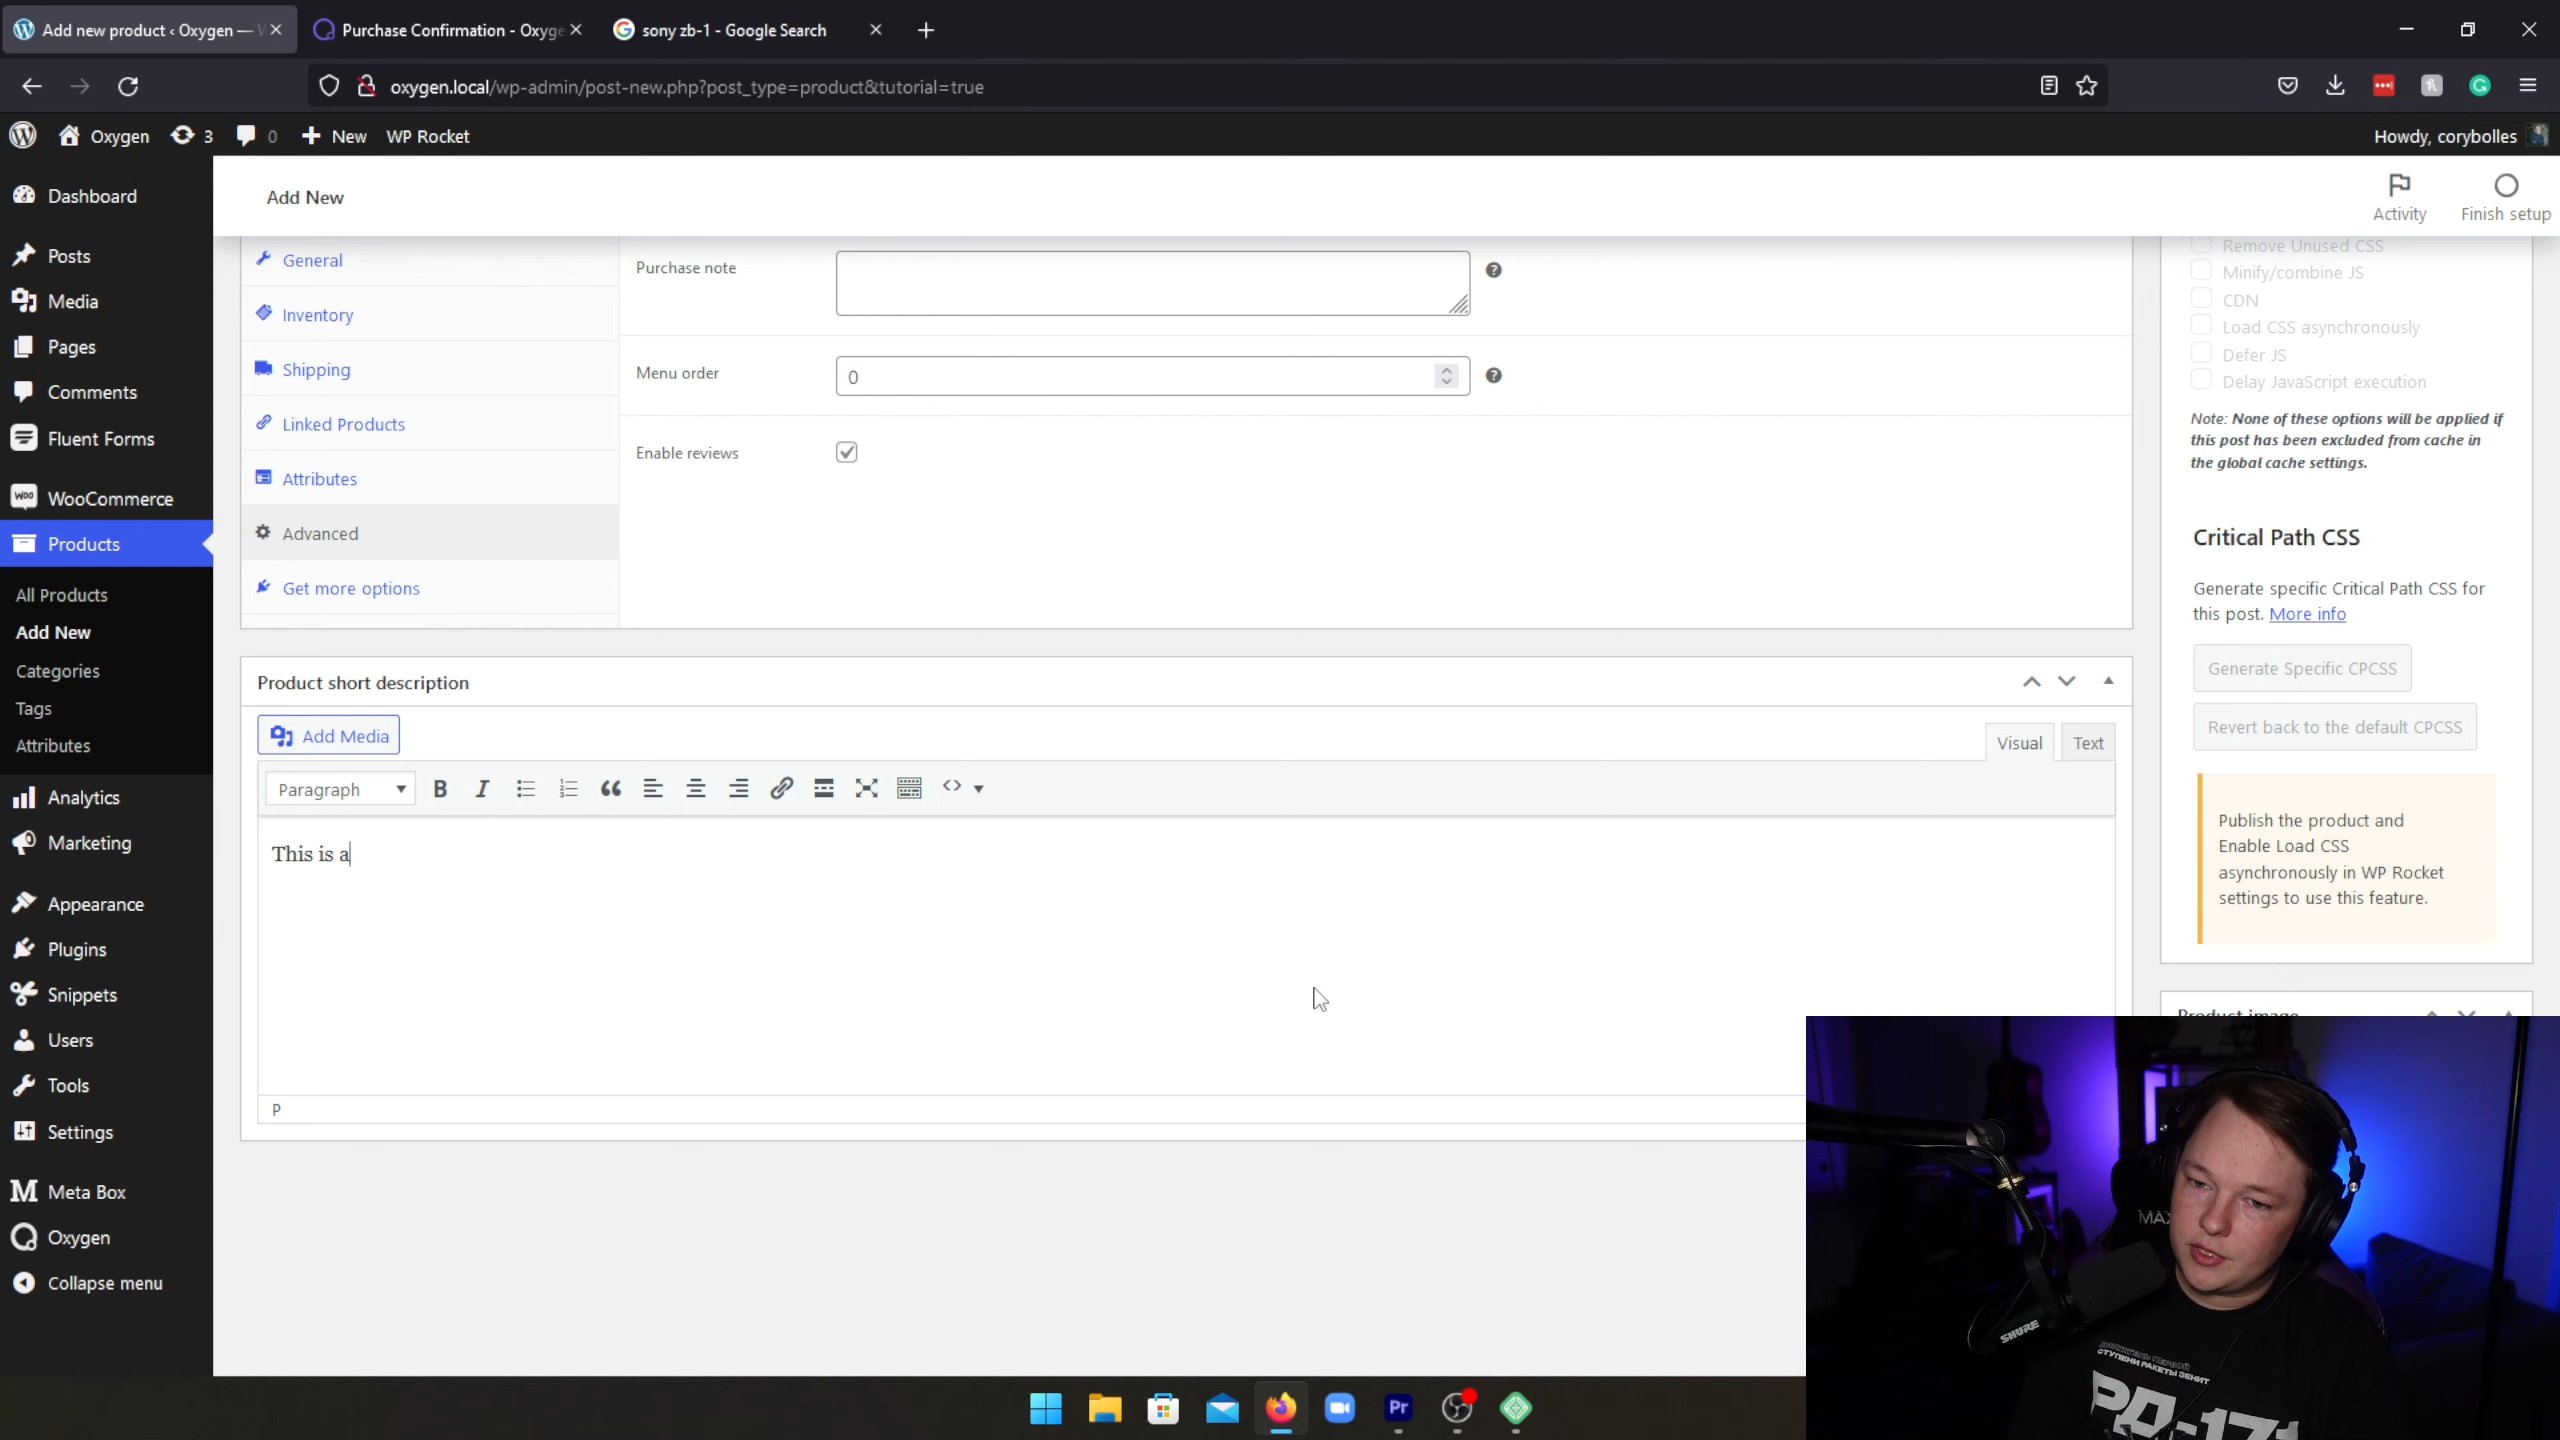 Add new product ‹ Oxygen — W
Purchase Confirmation - Oxyge
sony zb-1 - Google Search
oxygen.local/wp-admin/post-new.php?post_type=product&tutorial=true
Oxygen
3
0
New
WP Rocket
Howdy, corybolles
Dashboard
Posts
Media
Pages
Comments
Fluent Forms
WooCommerce
Products
All Products
Add New
Categories
Tags
Attributes
Analytics
Marketing
Appearance
Plugins
Snippets
Users
Tools
Settings
Meta Box
Oxygen
Collapse menu
Add New
Activity
Finish setup
General
Inventory
Shipping
Linked Products
Attributes
Advanced
Get more options
Purchase note
Menu order
0
Enable reviews
Product short description
Add Media
Visual
Text
Paragraph
This is a
P
Remove Unused CSS
Minify/combine JS
CDN
Load CSS asynchronously
Defer JS
Delay JavaScript execution
Note: None of these options will be applied if
this post has been excluded from cache in
the global cache settings.
Critical Path CSS
Generate specific Critical Path CSS for
this post. More info
Generate Specific CPCSS
Revert back to the default CPCSS
Publish the product and
Enable Load CSS
asynchronously in WP Rocket
settings to use this feature.
Product image
MAX
SHURE
СТУПЕНИ РАКЕТЫ ЗЕНИТ
РД-171
Pr